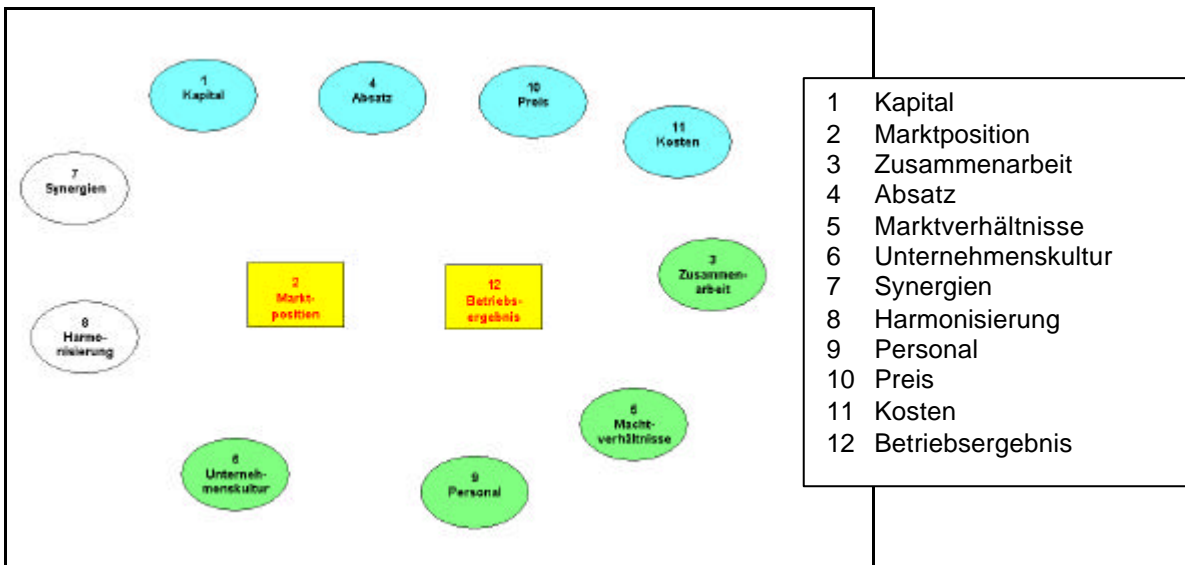 1
Kapital
4
Absatz
10
Preis
11
Kosten
7
Synergien
3
Zusammen-
arbeit
2
Markt-
position
12
Betriebs-
ergebnis
8
Harmo-
nisierung
5
Macht-
verhältnisse
6
Unterneh-
menskultur
9
Personal
1 Kapital
2 Marktposition
3 Zusammenarbeit
4 Absatz
5 Marktverhältnisse
6 Unternehmenskultur
7 Synergien
8 Harmonisierung
9 Personal
10 Preis
11 Kosten
12 Betriebsergebnis